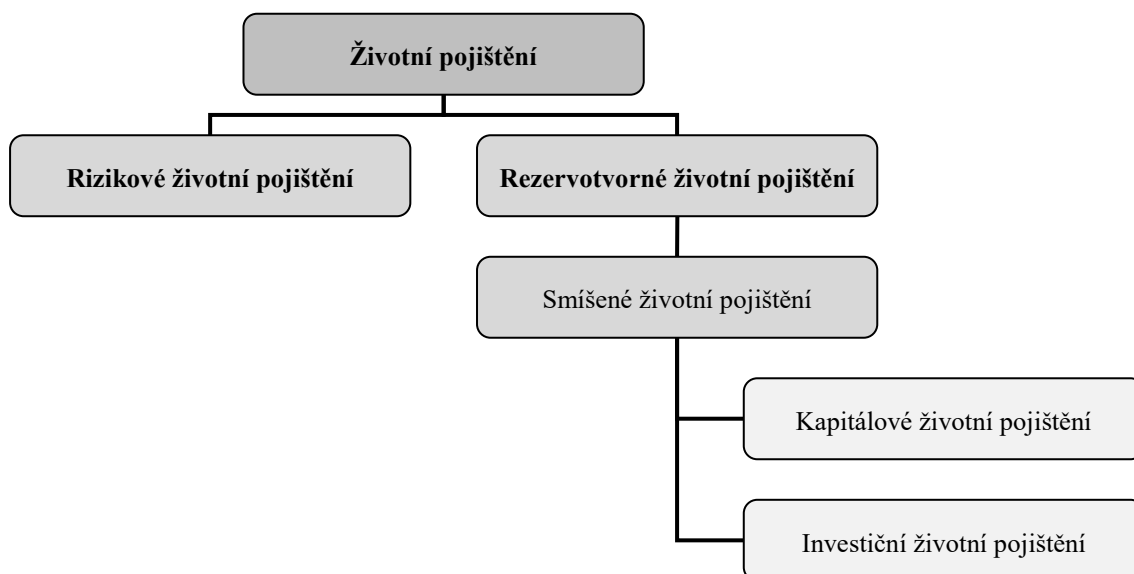 Životní pojištění
Rizikové životní pojištění
Rezervotvorné životní pojištění
Smíšené životní pojištění
Kapitálové životní pojištění
Investiční životní pojištění